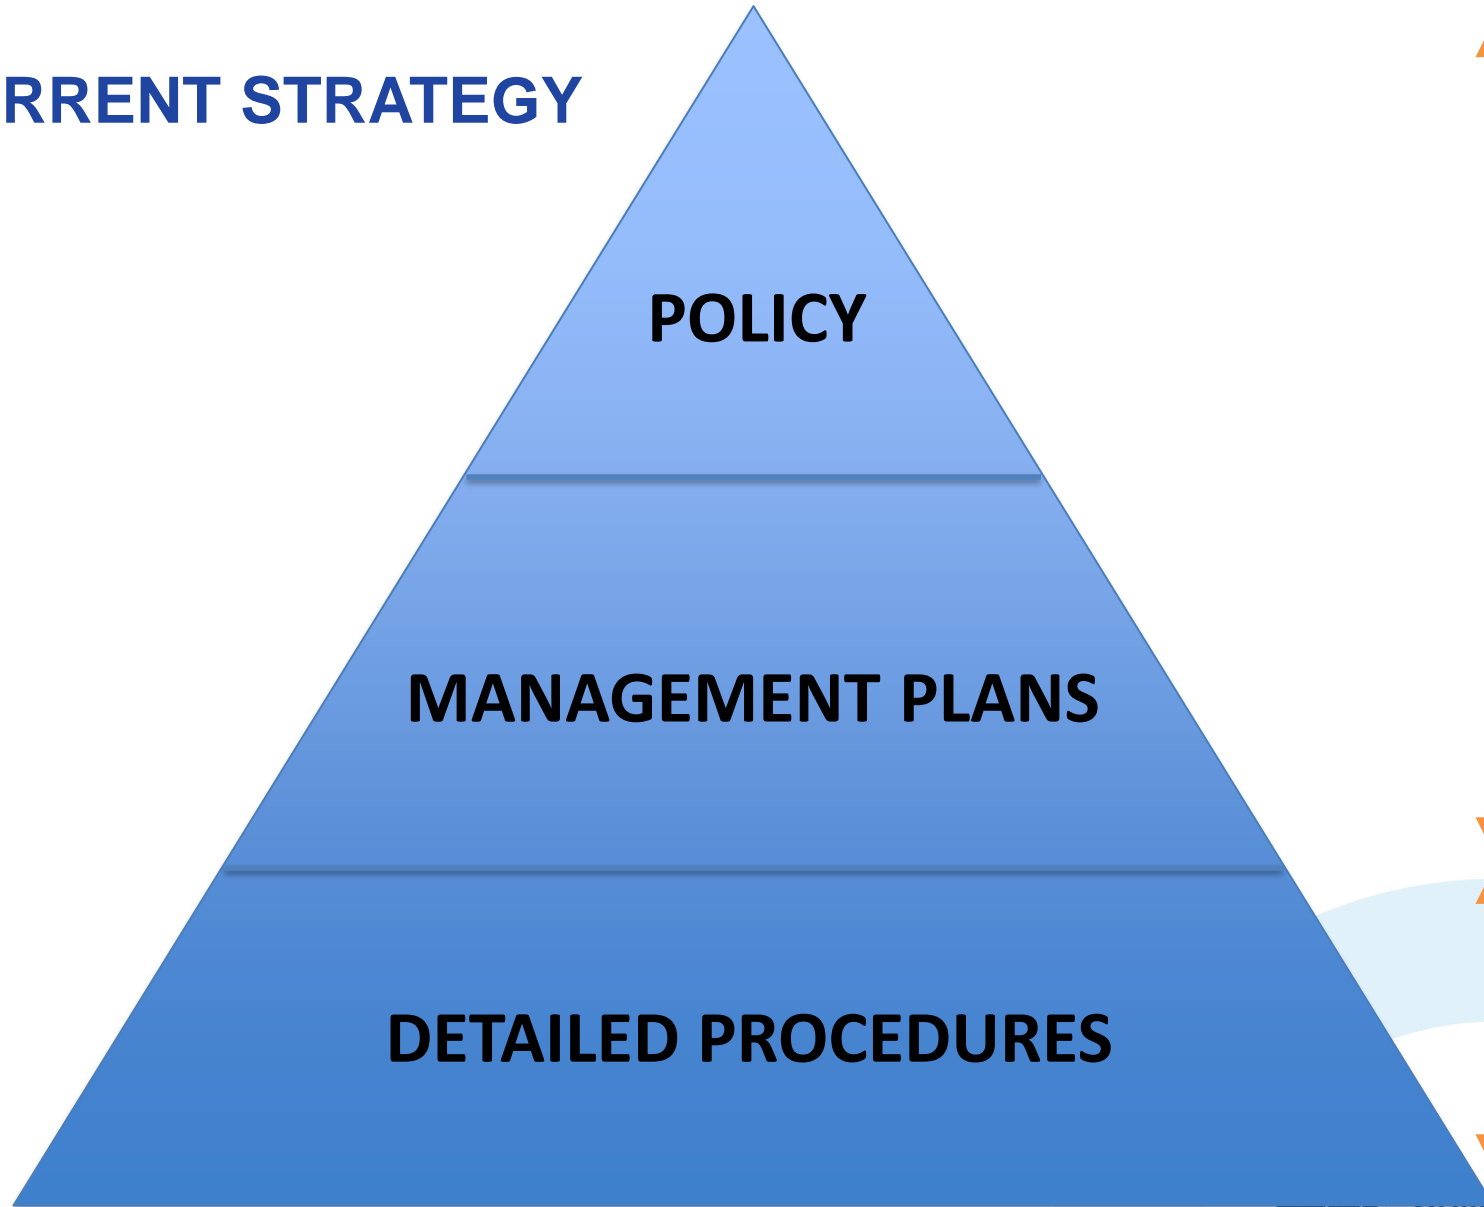 RRENT STRATEGY
POLICY
MANAGEMENT PLANS
DETAILED PROCEDURES